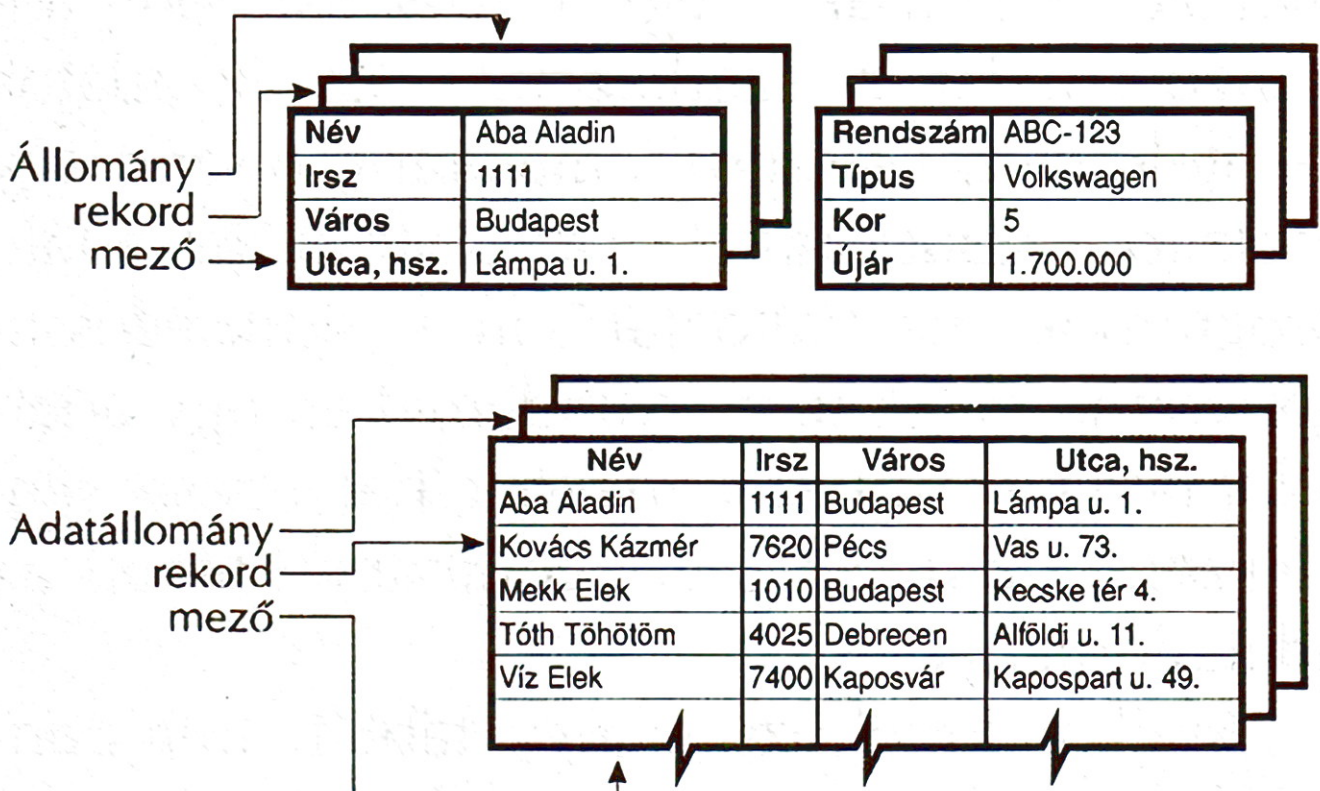 Állomány
rekord
mező
Név Aba Aladin
Irsz 1111
Város Budapest
Utca, hsz. Lámpa u. 1.
Rendszám ABC-123
Típus Volkswagen
Kor 5
Újár 1.700.000
Adatállomány
rekord
mező
Név Irsz Város Utca, hsz.
Aba Aladin 1111 Budapest Lámpa u. 1.
Kovács Kázmér 7620 Pécs Vas u. 73.
Mekk Elek 1010 Budapest Kecske tér 4.
Tóth Töhötöm 4025 Debrecen Alföldi u. 11.
Víz Elek 7400 Kaposvár Kapospart u. 49.